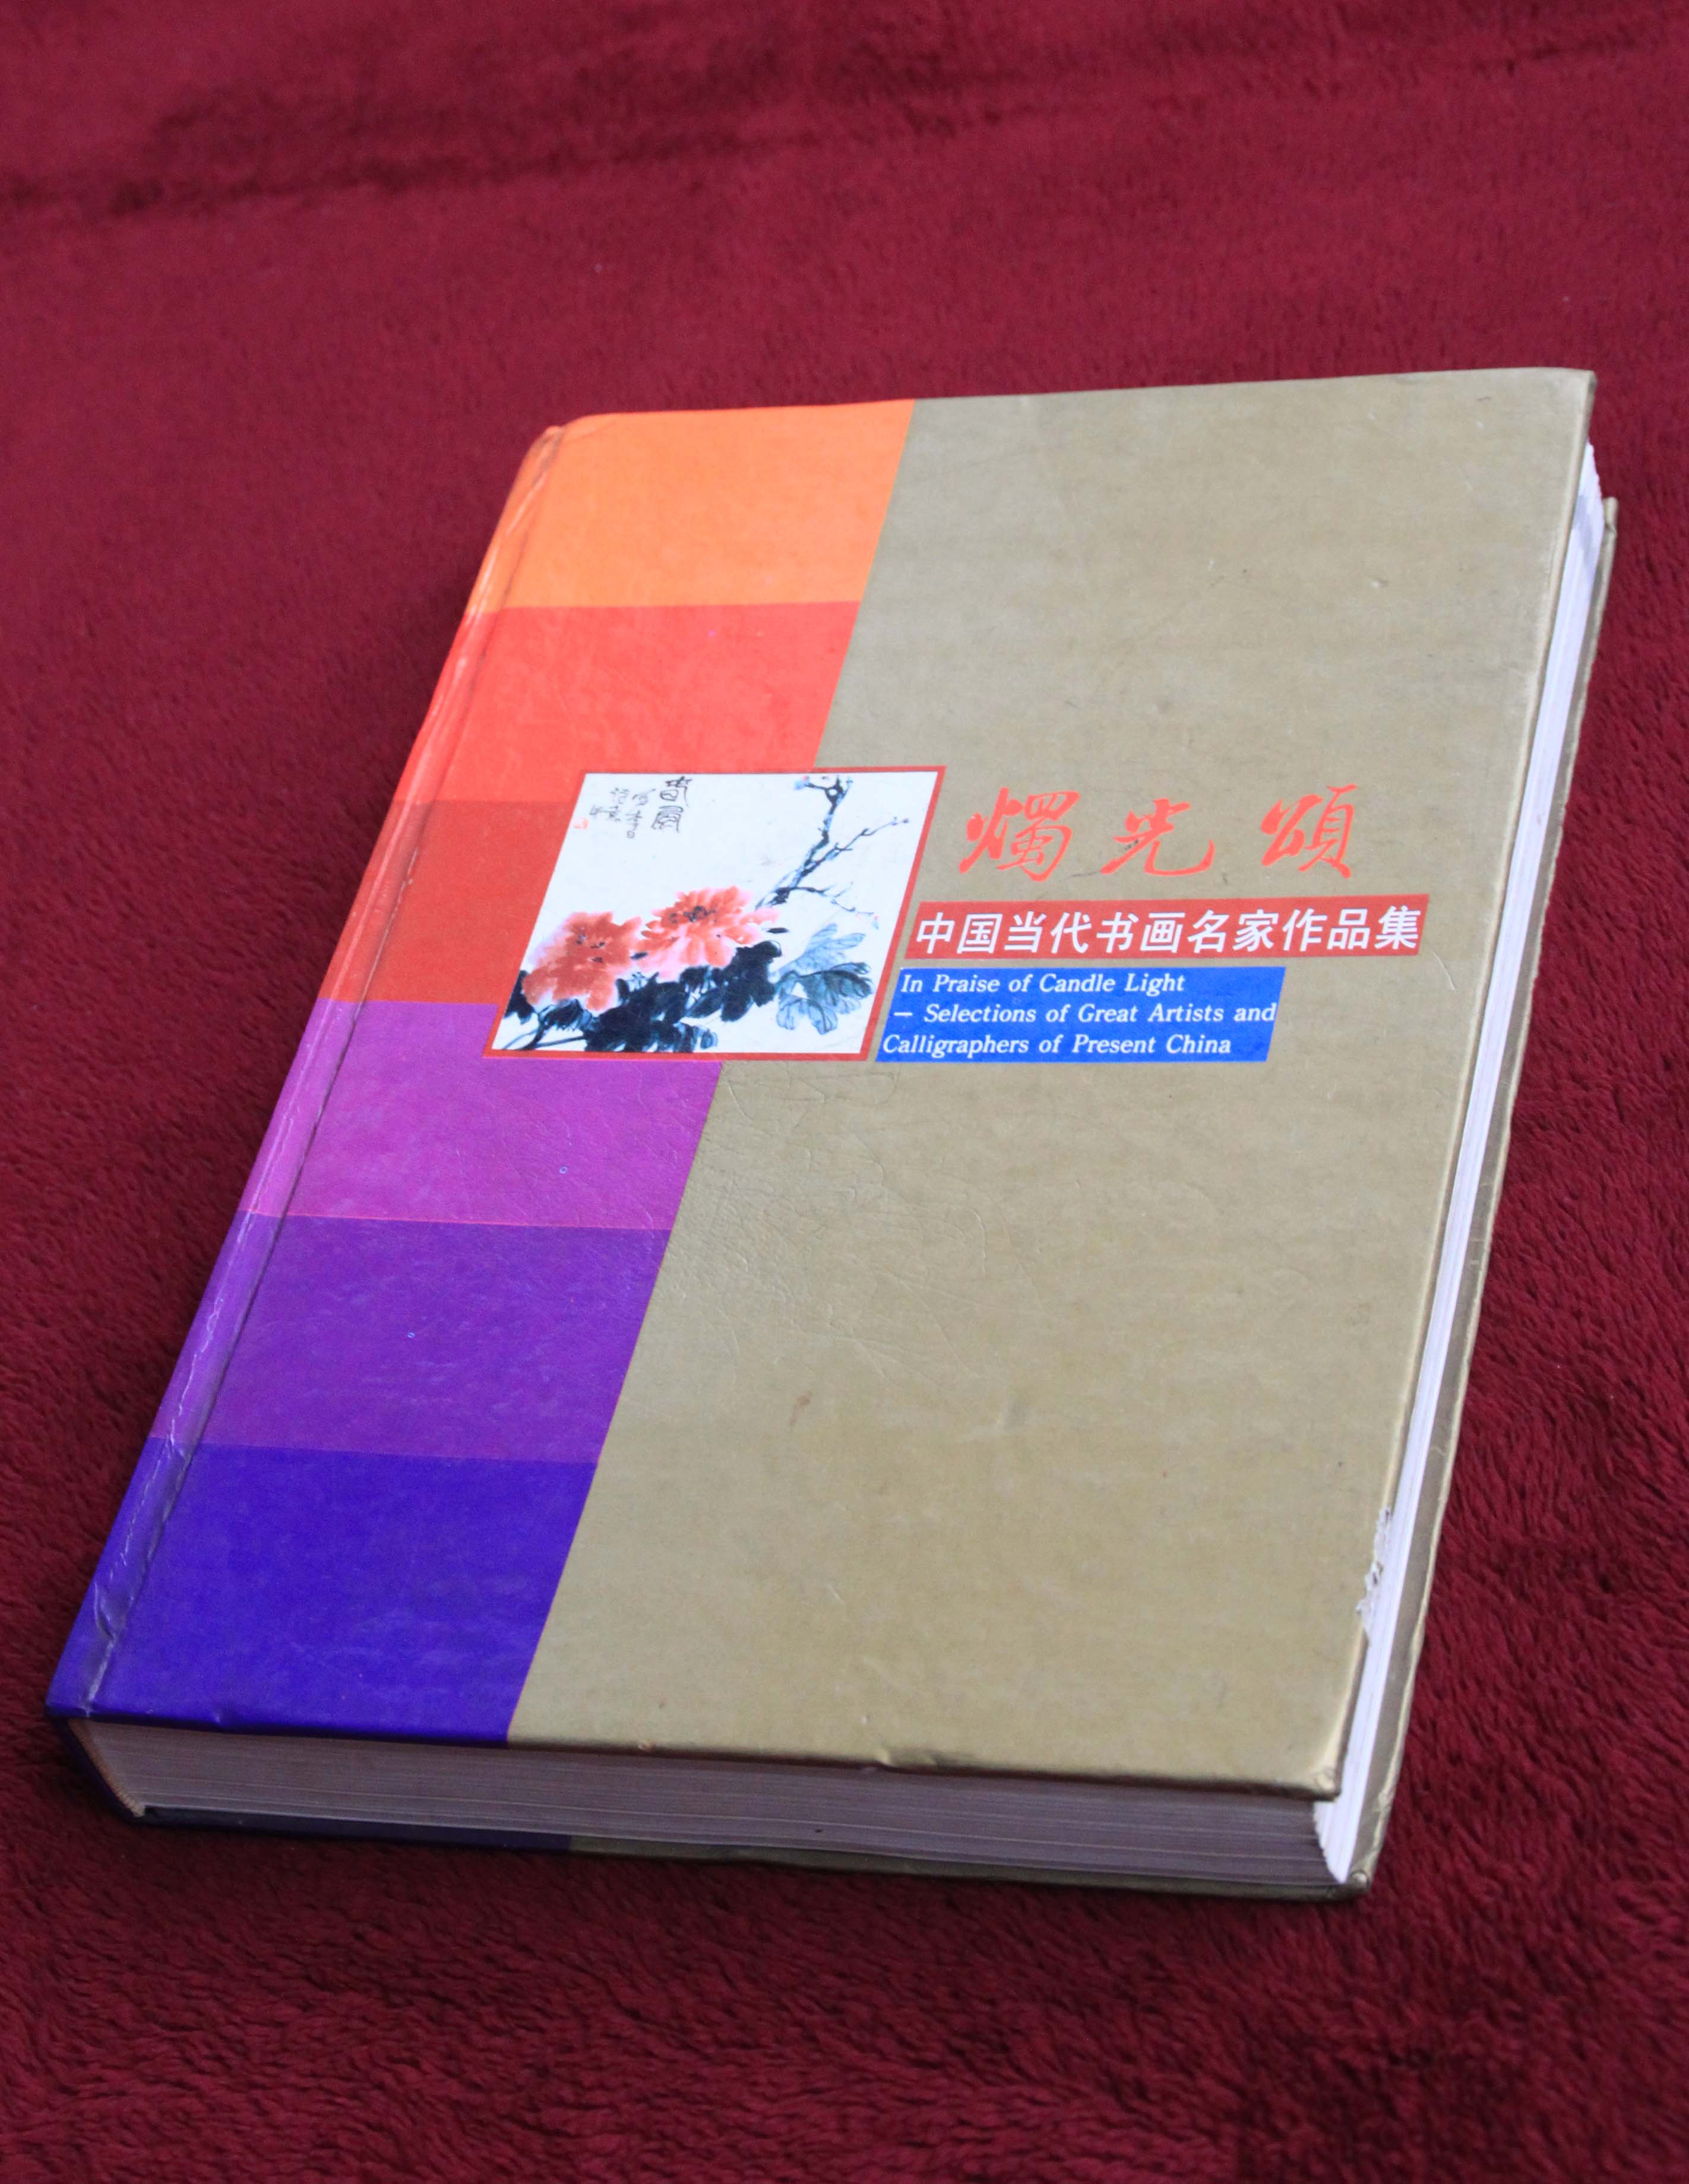 燭光頌
中国当代书画名家作品集
In Praise of Candle Light
— Selections of Great Artists and
Calligraphers of Present China